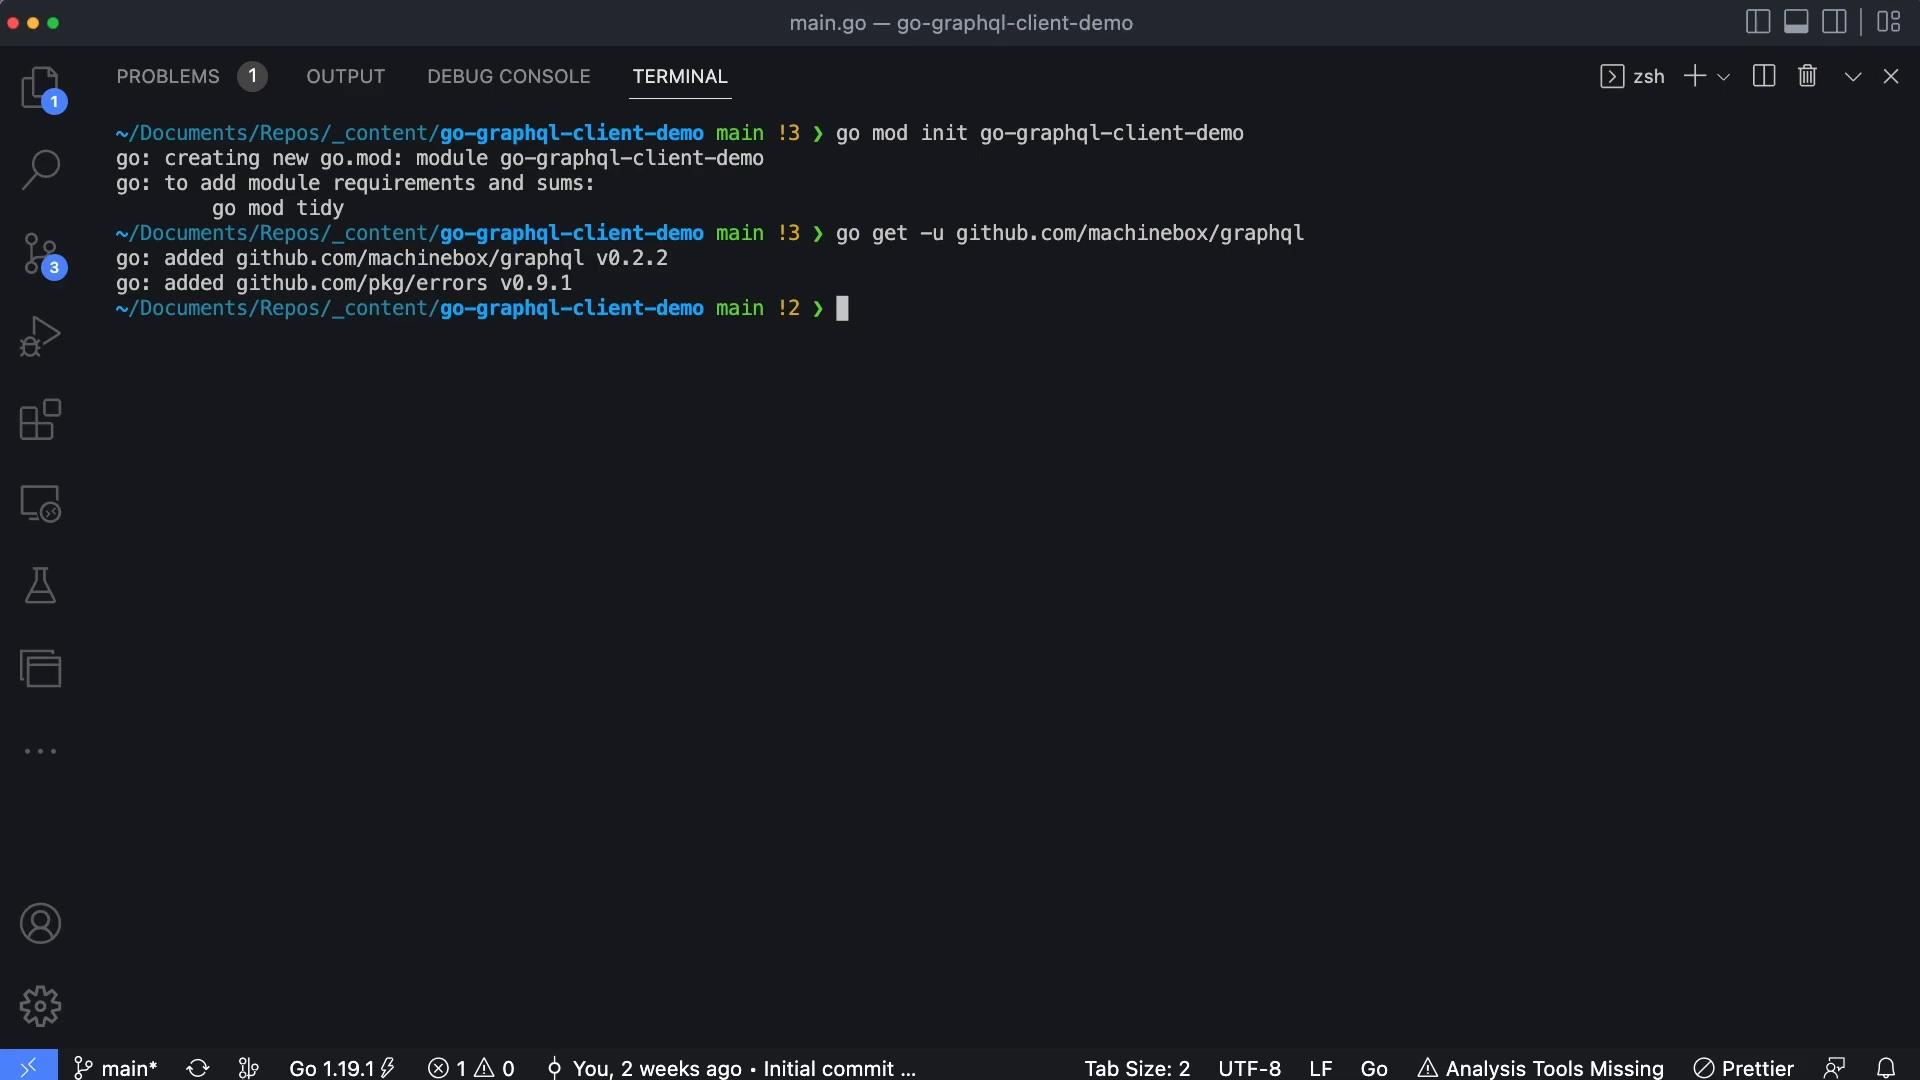 main.go — go-graphql-client-demo
PROBLEMS 1 OUTPUT DEBUG CONSOLE TERMINAL zsh
1
~/Documents/Repos/_content/go-graphql-client-demo main !3 ❯ go mod init go-graphql-client-demo
go: creating new go.mod: module go-graphql-client-demo
go: to add module requirements and sums:
go mod tidy
~/Documents/Repos/_content/go-graphql-client-demo main !3 ❯ go get -u github.com/machinebox/graphql
go: added github.com/machinebox/graphql v0.2.2
go: added github.com/pkg/errors v0.9.1
~/Documents/Repos/_content/go-graphql-client-demo main !2 ❯
3
main* Go 1.19.1 1 0 You, 2 weeks ago • Initial commit ... Tab Size: 2 UTF-8 LF Go Analysis Tools Missing Prettier